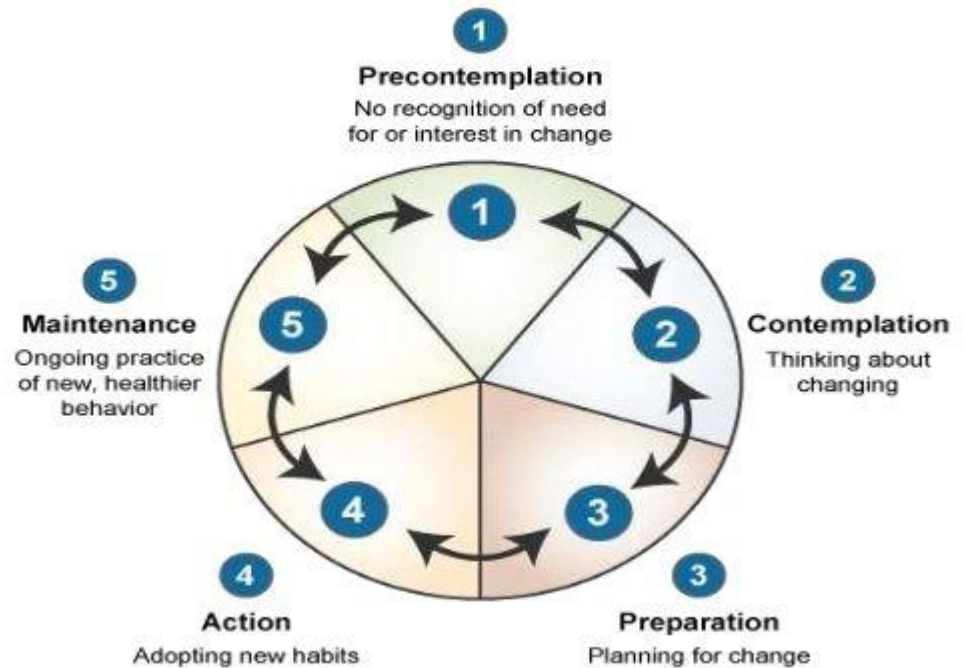 1
Precontemplation
No recognition of need
for or interest in change
1
2
Contemplation
Thinking about
changing
2
3
3
Preparation
Planning for change
4
4
Action
Adopting new habits
5
5
Maintenance
Ongoing practice
of new, healthier
behavior